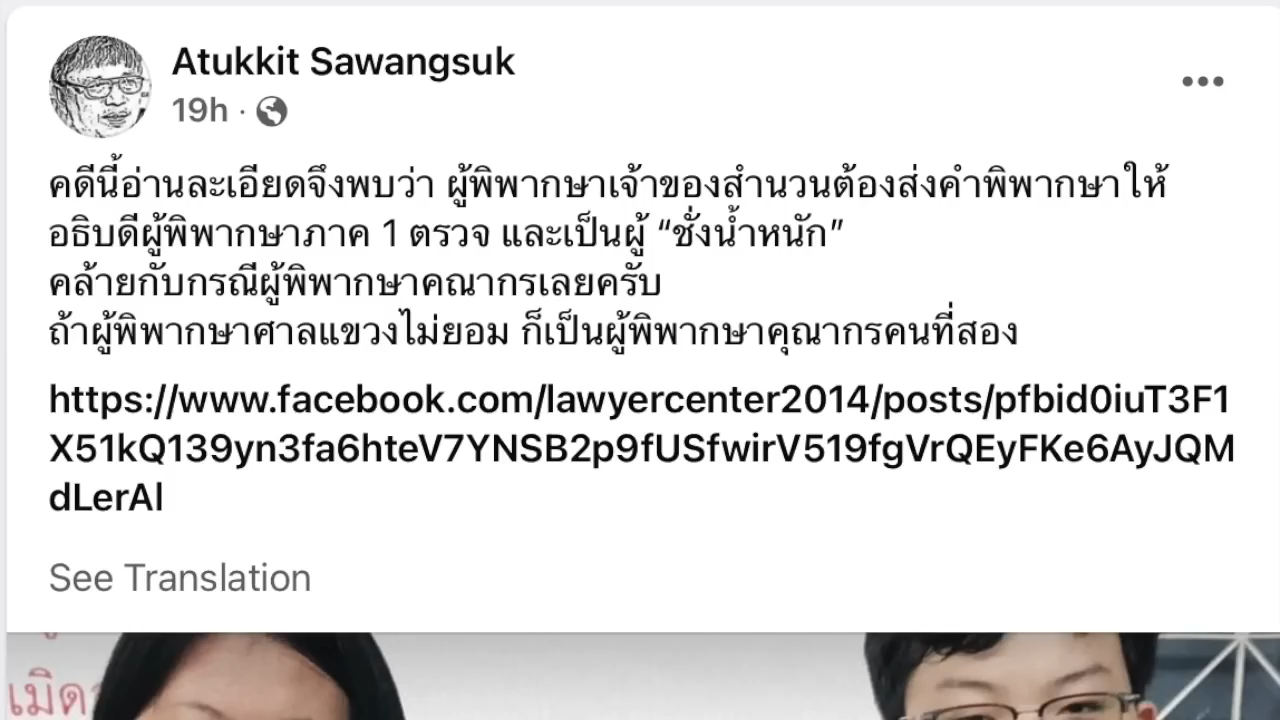 Atukkit Sawangsuk
19h ·
คดีนี้อ่านละเอียดจึงพบว่า ผู้พิพากษาเจ้าของสำนวนต้องส่งคำพิพากษาให้
อธิบดีผู้พิพากษาภาค 1 ตรวจ และเป็นผู้ “ชั่งน้ำหนัก”
คล้ายกับกรณีผู้พิพากษาคณากรเลยครับ
ถ้าผู้พิพากษาศาลแขวงไม่ยอม ก็เป็นผู้พิพากษาคุณากรคนที่สอง
https://www.facebook.com/lawyercenter2014/posts/pfbid0iuT3F1
X51kQ139yn3fa6hteV7YNSB2p9fUSfwirV519fgVrQEyFKe6AyJQM
dLerAl
See Translation